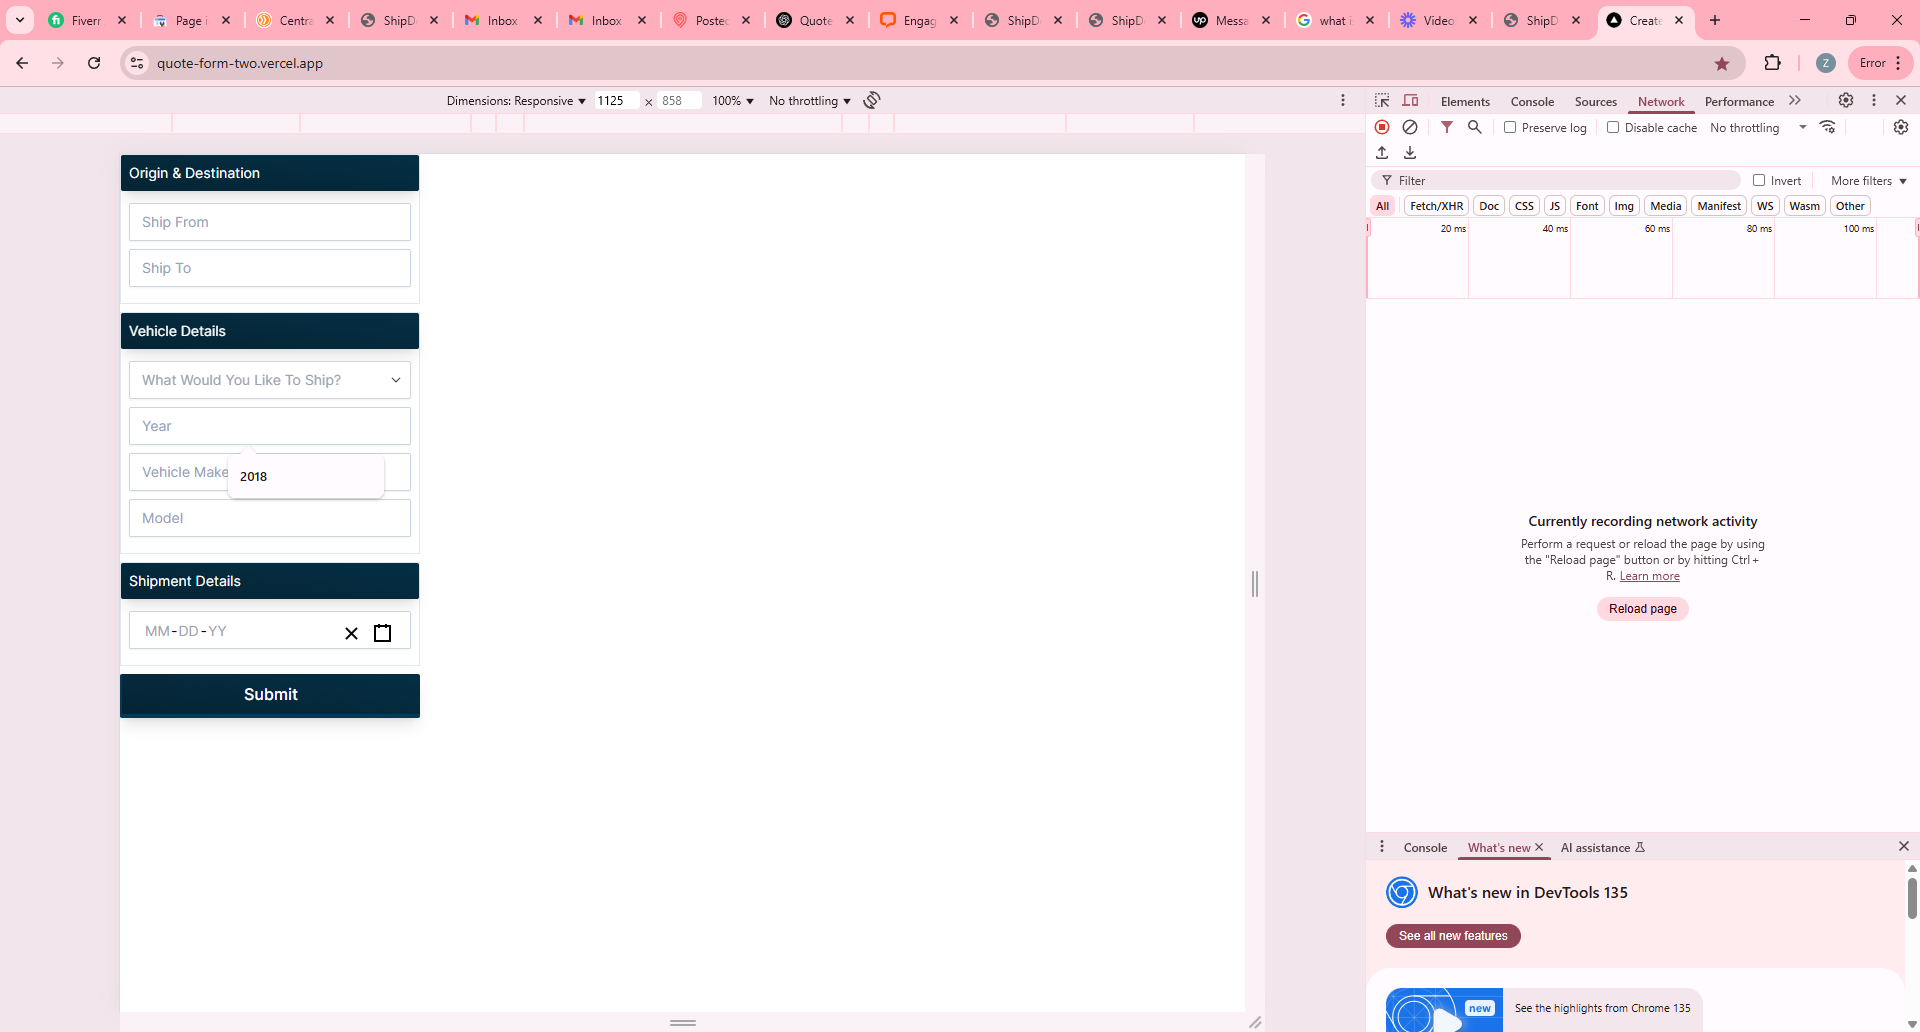 Fiverr
Page i
Centra
ShipD
Inbox
Inbox
Posted
Quote
Engag
ShipD
ShipD
up Messa
what i
Video
ShipD
Create
quote-form-two.vercel.app
Z
Error
Dimensions: Responsive 1125 × 858 100% No throttling
Elements Console Sources Network Performance
Preserve log Disable cache No throttling
Filter Invert More filters
All Fetch/XHR Doc CSS JS Font Img Media Manifest WS Wasm Other
20 ms 40 ms 60 ms 80 ms 100 ms
Origin & Destination
Ship From
Ship To
Vehicle Details
What Would You Like To Ship?
Year
Vehicle Make
2018
Model
Shipment Details
MM-DD-YY
Submit
Currently recording network activity
Perform a request or reload the page by using
the "Reload page" button or by hitting Ctrl+
R. Learn more
Reload page
Console What's new AI assistance
What's new in DevTools 135
See all new features
new
See the highlights from Chrome 135